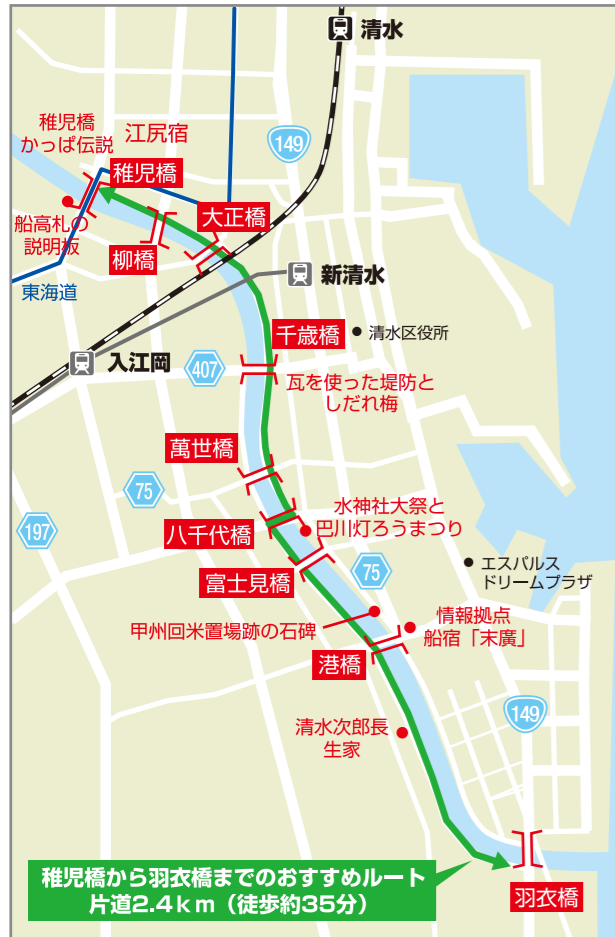 清水
149
稚児橋
かっぱ伝説
江尻宿
稚児橋
大正橋
船高札の
説明板
柳橋
東海道
新清水
千歳橋
清水区役所
入江岡
407
瓦を使った堤防と
しだれ梅
萬世橋
75
水神社大祭と
巴川灯ろうまつり
197
八千代橋
富士見橋
75
エスパルス
ドリームプラザ
甲州回米置場跡の石碑
情報拠点
船宿「末廣」
港橋
149
清水次郎長
生家
稚児橋から羽衣橋までのおすすめルート
片道2.4km（徒歩約35分）
羽衣橋